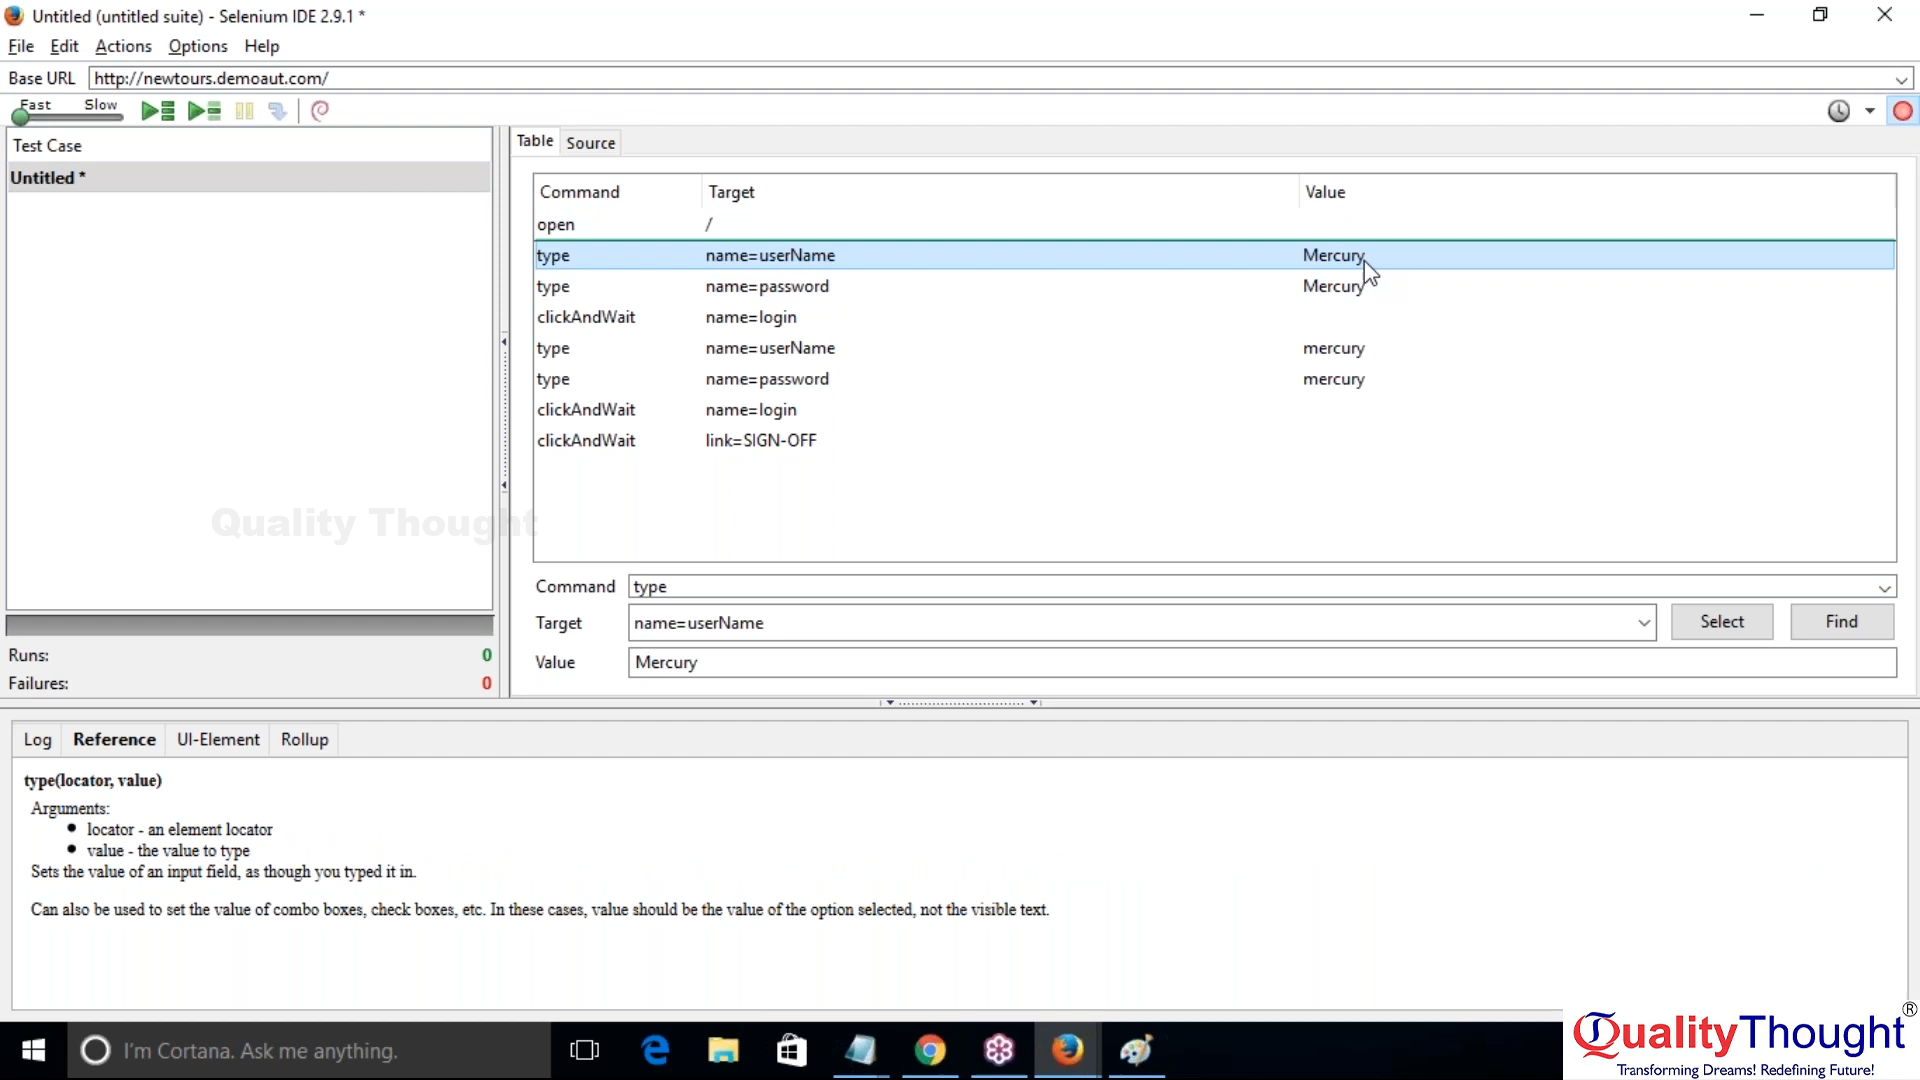 Untitled (untitled suite) - Selenium IDE 2.9.1 *
File Edit Actions Options Help
Base URL http://newtours.demoaut.com/
Fast Slow
Test Case
Untitled *
Runs: 0
Failures: 0
Table Source
Command Target Value
open /
type name=userName Mercury
type name=password Mercury
clickAndWait name=login
type name=userName mercury
type name=password mercury
clickAndWait name=login
clickAndWait link=SIGN-OFF
Quality Thought
Command type
Target name=userName Select Find
Value Mercury
Log Reference UI-Element Rollup
type(locator, value)
Arguments:
• locator - an element locator
• value - the value to type
Sets the value of an input field, as though you typed it in.
Can also be used to set the value of combo boxes, check boxes, etc. In these cases, value should be the value of the option selected, not the visible text.
I'm Cortana. Ask me anything.
QualityThought®
Transforming Dreams! Redefining Future!